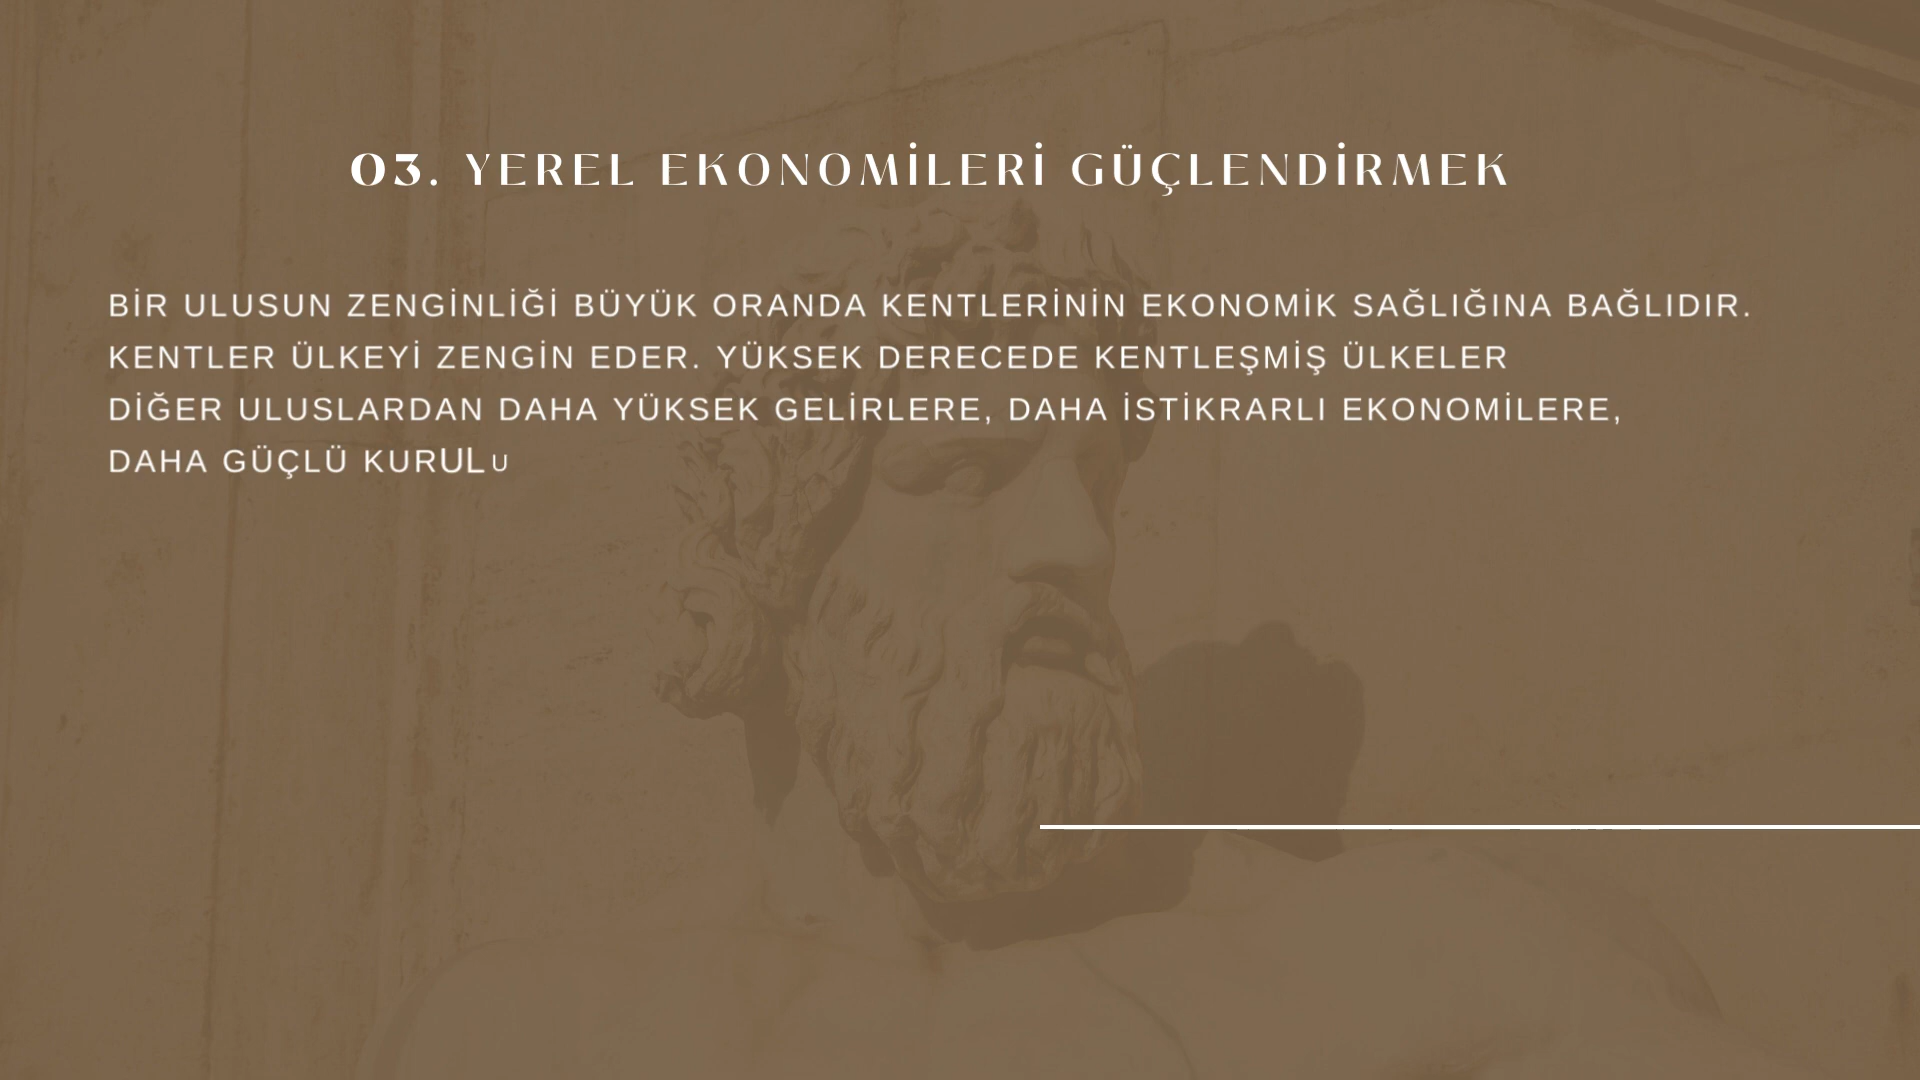 03. YEREL EKONOMİLERİ GÜÇLENDİRMEK
BİR ULUSUN ZENGİNLİĞİ BÜYÜK ORANDA KENTLERİNİN EKONOMİK SAĞLIĞINA BAĞLIDIR.
KENTLER ÜLKEYİ ZENGİN EDER. YÜKSEK DERECEDE KENTLEŞMİŞ ÜLKELER
DİĞER ULUSLARDAN DAHA YÜKSEK GELİRLERE, DAHA İSTİKRARLI EKONOMİLERE,
DAHA GÜÇLÜ KURULU